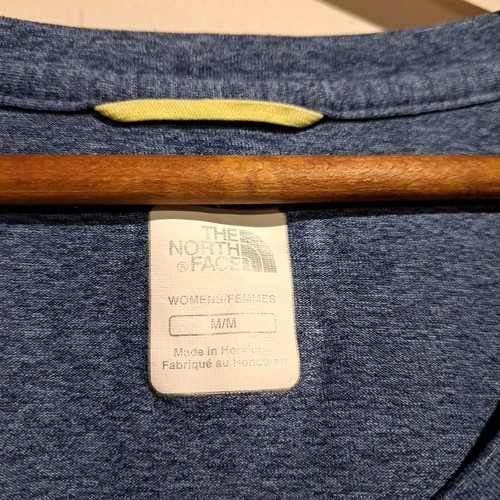 THE
NORTH
® FACE
WOMENS/FEMMES
M/M
Made in Honduras
Fabriqué au Honduras